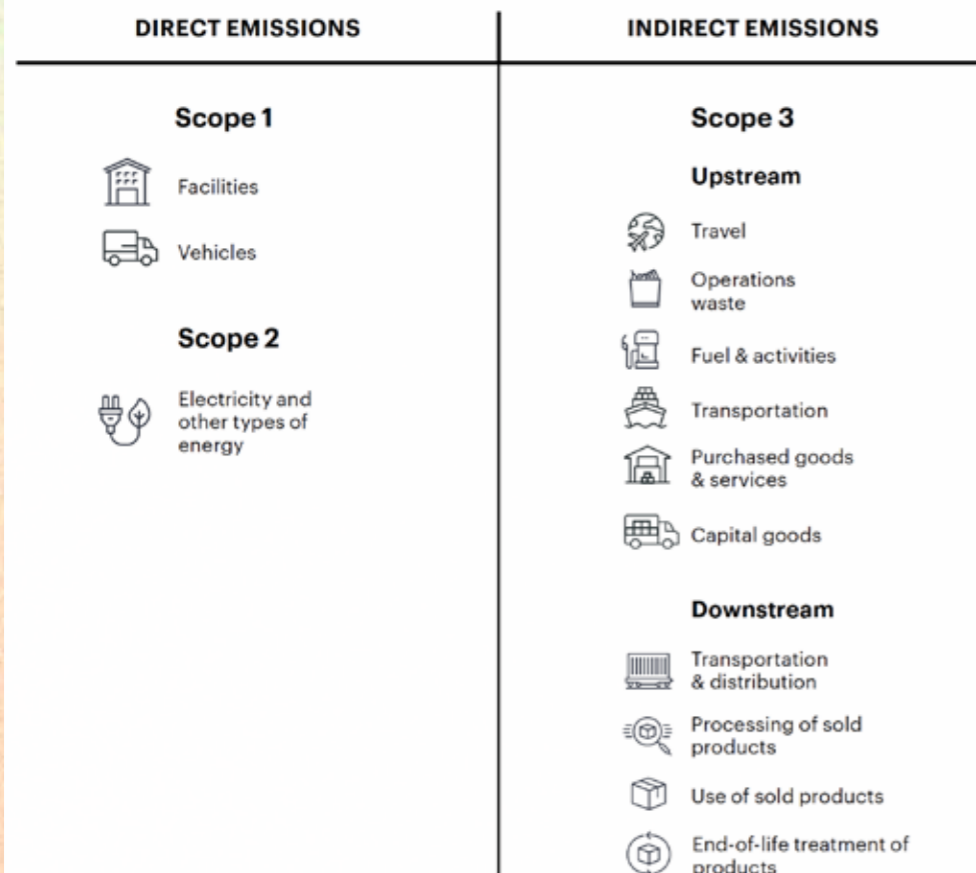 DIRECT EMISSIONS
Scope 1
Facilities
Vehicles
Scope 2
Electricity and
other types of
energy
INDIRECT EMISSIONS
Scope 3
Upstream
Travel
Operations
waste
Fuel & activities
Transportation
Purchased goods
& services
Capital goods
Downstream
Transportation
& distribution
Processing of sold
products
Use of sold products
End-of-life treatment of
products